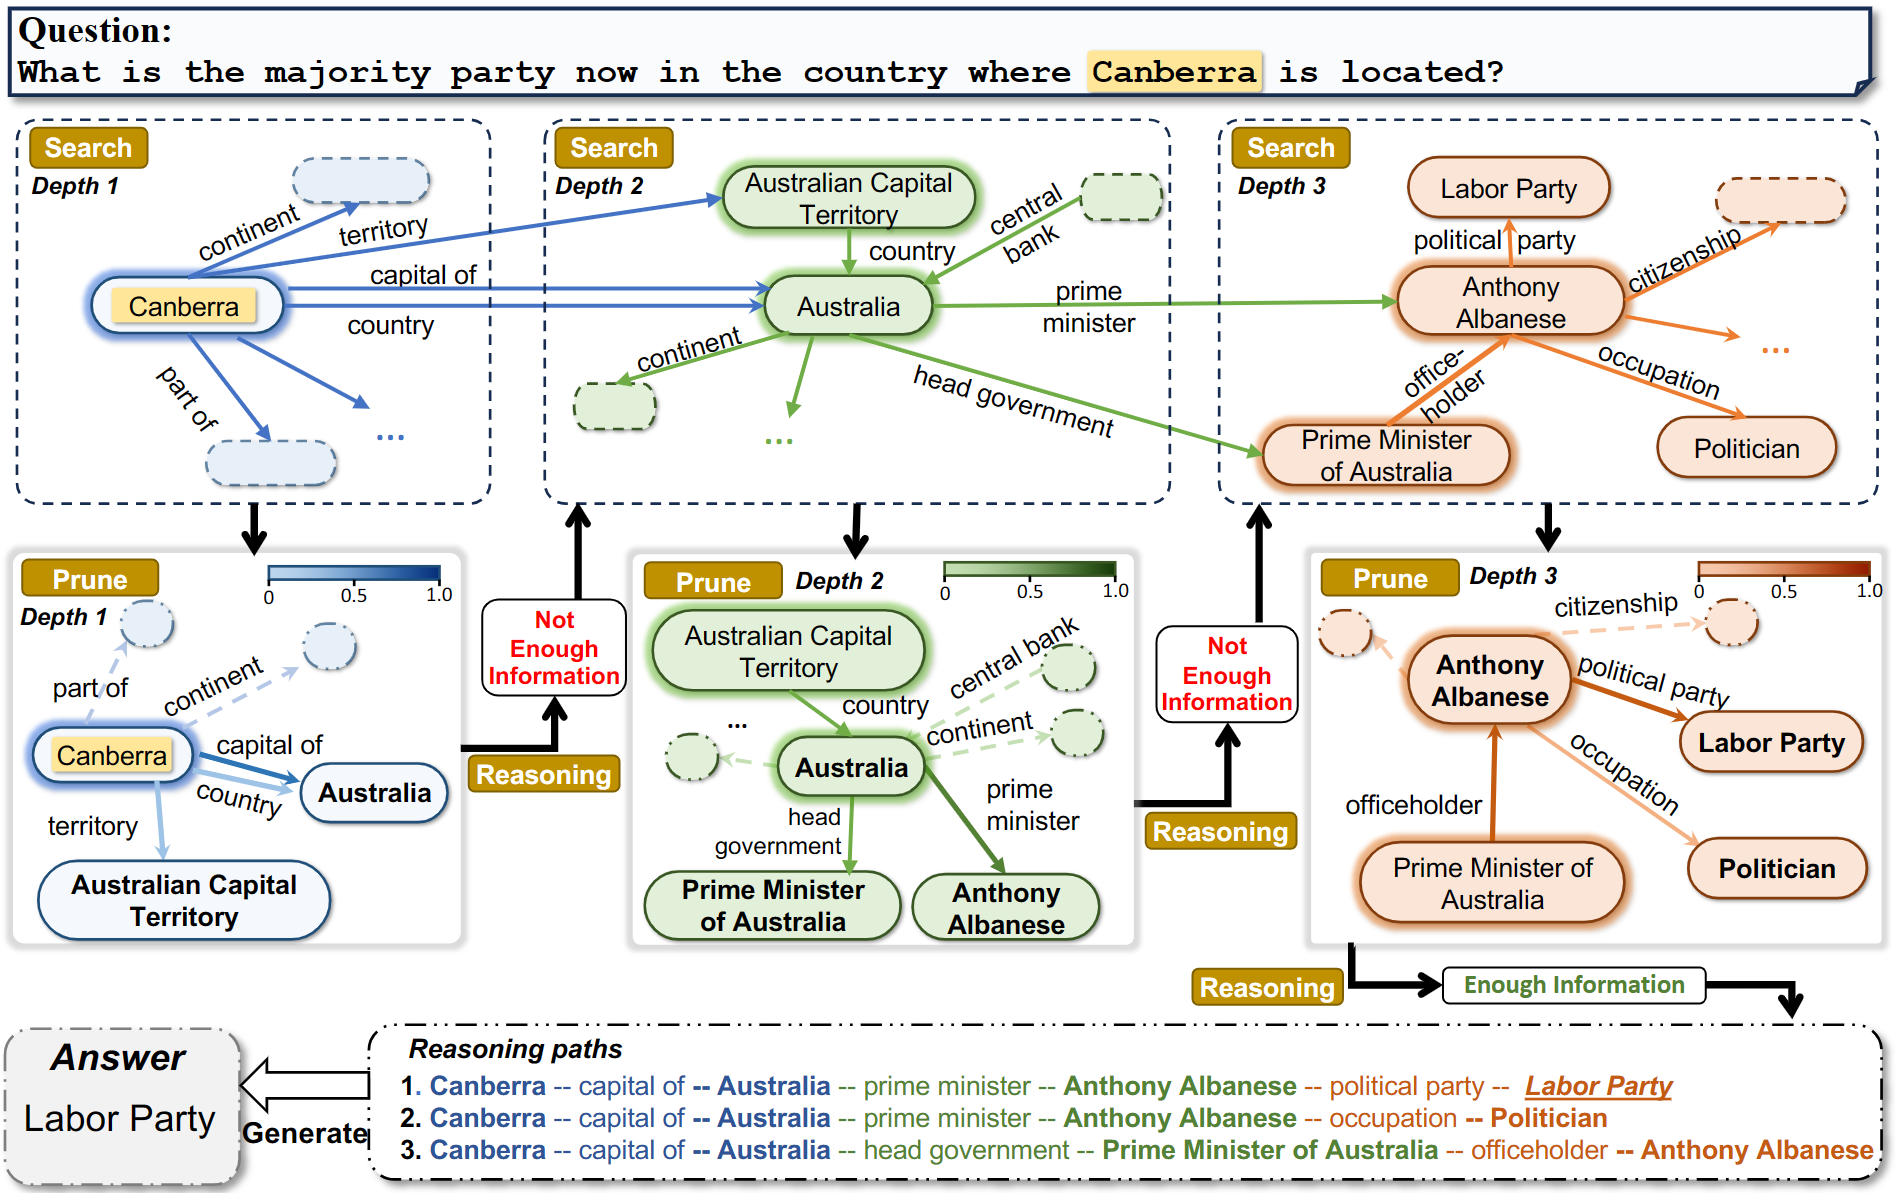 Question:
What is the majority party now in the country where Canberra is located?
Search
Depth 1
continent
territory
capital of
Canberra
country
part of
...
Search
Depth 2
Australian Capital
Territory
central
bank
country
Australia
prime
minister
continent
head government
...
Search
Depth 3
Labor Party
political party
citizenship
Anthony
Albanese
...
office-
holder
occupation
Prime Minister
of Australia
Politician
Prune
Depth 1
0 0.5 1.0
part of
continent
Canberra
capital of
country
Australia
territory
Australian Capital
Territory
Reasoning
Not
Enough
Information
Prune
Depth 2
0 0.5 1.0
Australian Capital
Territory
central bank
country
...
continent
Australia
head
government
prime
minister
Prime Minister
of Australia
Anthony
Albanese
Reasoning
Not
Enough
Information
Prune
Depth 3
0 0.5 1.0
citizenship
Anthony
Albanese
political party
Labor Party
occupation
officeholder
Prime Minister of
Australia
Politician
Reasoning
Enough Information
Reasoning paths
1. Canberra -- capital of -- Australia -- prime minister -- Anthony Albanese -- political party -- Labor Party
2. Canberra -- capital of -- Australia -- prime minister -- Anthony Albanese -- occupation -- Politician
3. Canberra -- capital of -- Australia -- head government -- Prime Minister of Australia -- officeholder -- Anthony Albanese
Generate
Answer
Labor Party